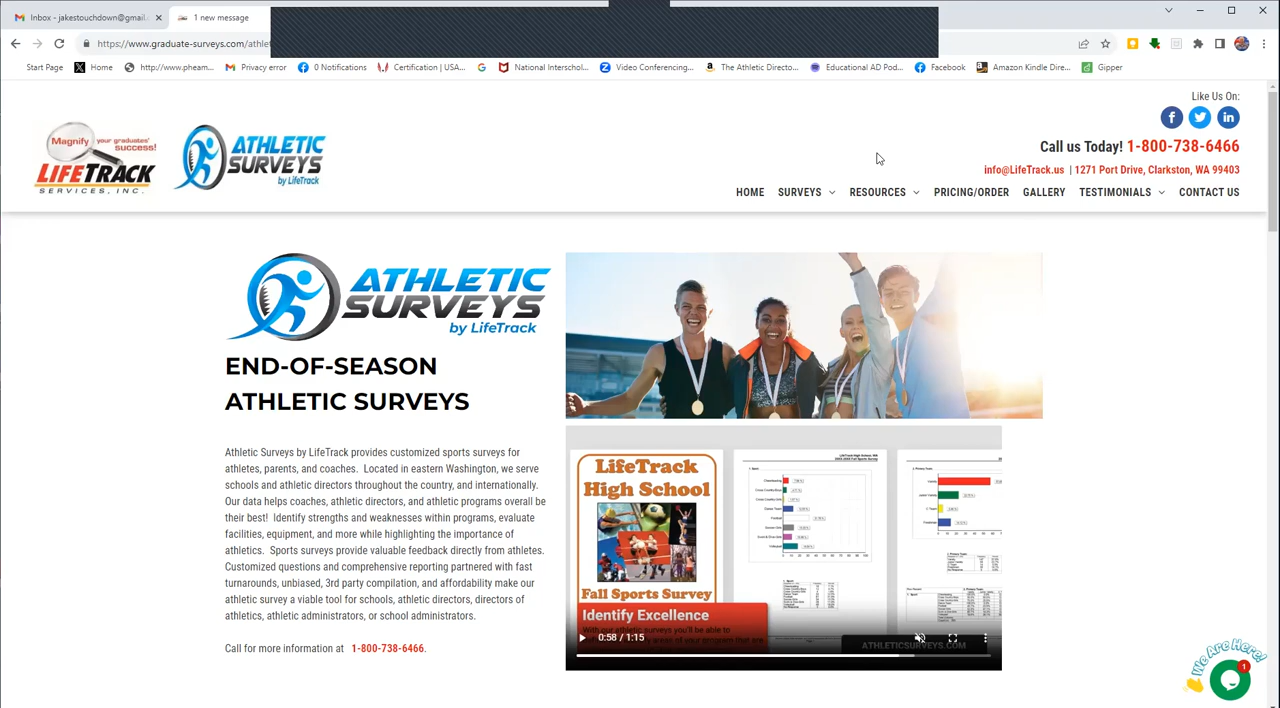 Inbox - jakestouchdown@gmail.
1 new message
https://www.graduate-surveys.com/athlet
Start Page
Home
http://www.pheam...
Privacy error
0 Notifications
Certification | USA...
National Interschol...
Video Conferencing...
The Athletic Directo...
Educational AD Pod...
Facebook
Amazon Kindle Dire...
Gipper
Like Us On:
Call us Today! 1-800-738-6466
info@LifeTrack.us | 1271 Port Drive, Clarkston, WA 99403
Magnify your graduates' success!
LIFETRACK
SERVICES, INC.
ATHLETIC
SURVEYS
by LifeTrack
HOME SURVEYS RESOURCES PRICING/ORDER GALLERY TESTIMONIALS CONTACT US
ATHLETIC
SURVEYS
by LifeTrack
END-OF-SEASON
ATHLETIC SURVEYS
Athletic Surveys by LifeTrack provides customized sports surveys for
athletes, parents, and coaches. Located in eastern Washington, we serve
schools and athletic directors throughout the country, and internationally.
Our data helps coaches, athletic directors, and athletic programs overall be
their best! Identify strengths and weaknesses within programs, evaluate
facilities, equipment, and more while highlighting the importance of
athletics. Sports surveys provide valuable feedback directly from athletes.
Customized questions and comprehensive reporting partnered with fast
turnarounds, unbiased, 3rd party compilation, and affordability make our
athletic survey a viable tool for schools, athletic directors, directors of
athletics, athletic administrators, or school administrators.
Call for more information at 1-800-738-6466.
LifeTrack
High School
Fall Sports Survey
Identify Excellence
With our athletic surveys you'll be able to
0:58 / 1:15
ATHLETICSURVEYS.COM
We Are Here!
1